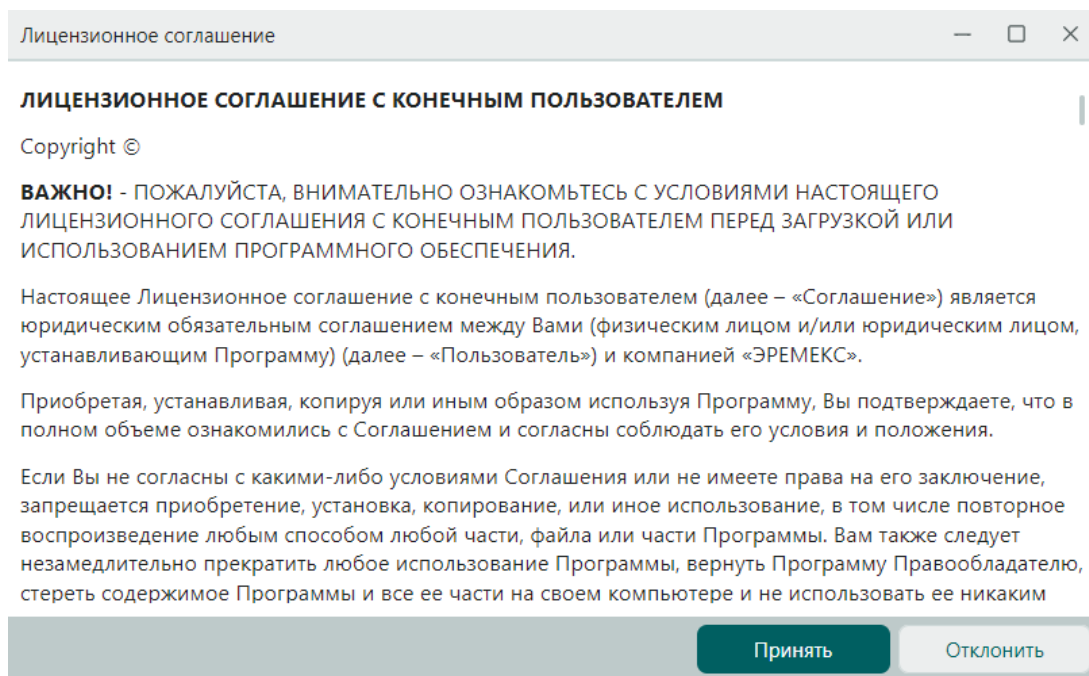 Лицензионное соглашение
ЛИЦЕНЗИОННОЕ СОГЛАШЕНИЕ С КОНЕЧНЫМ ПОЛЬЗОВАТЕЛЕМ
Copyright ©
ВАЖНО! - ПОЖАЛУЙСТА, ВНИМАТЕЛЬНО ОЗНАКОМЬТЕСЬ С УСЛОВИЯМИ НАСТОЯЩЕГО
ЛИЦЕНЗИОННОГО СОГЛАШЕНИЯ С КОНЕЧНЫМ ПОЛЬЗОВАТЕЛЕМ ПЕРЕД ЗАГРУЗКОЙ ИЛИ
ИСПОЛЬЗОВАНИЕМ ПРОГРАММНОГО ОБЕСПЕЧЕНИЯ.
Настоящее Лицензионное соглашение с конечным пользователем (далее – «Соглашение») является
юридическим обязательным соглашением между Вами (физическим лицом и/или юридическим лицом,
устанавливающим Программу) (далее – «Пользователь») и компанией «ЭРЕМЕКС».
Приобретая, устанавливая, копируя или иным образом используя Программу, Вы подтверждаете, что в
полном объеме ознакомились с Соглашением и согласны соблюдать его условия и положения.
Если Вы не согласны с какими-либо условиями Соглашения или не имеете права на его заключение,
запрещается приобретение, установка, копирование, или иное использование, в том числе повторное
воспроизведение любым способом любой части, файла или части Программы. Вам также следует
незамедлительно прекратить любое использование Программы, вернуть Программу Правообладателю,
стереть содержимое Программы и все ее части на своем компьютере и не использовать ее никаким
Принять
Отклонить